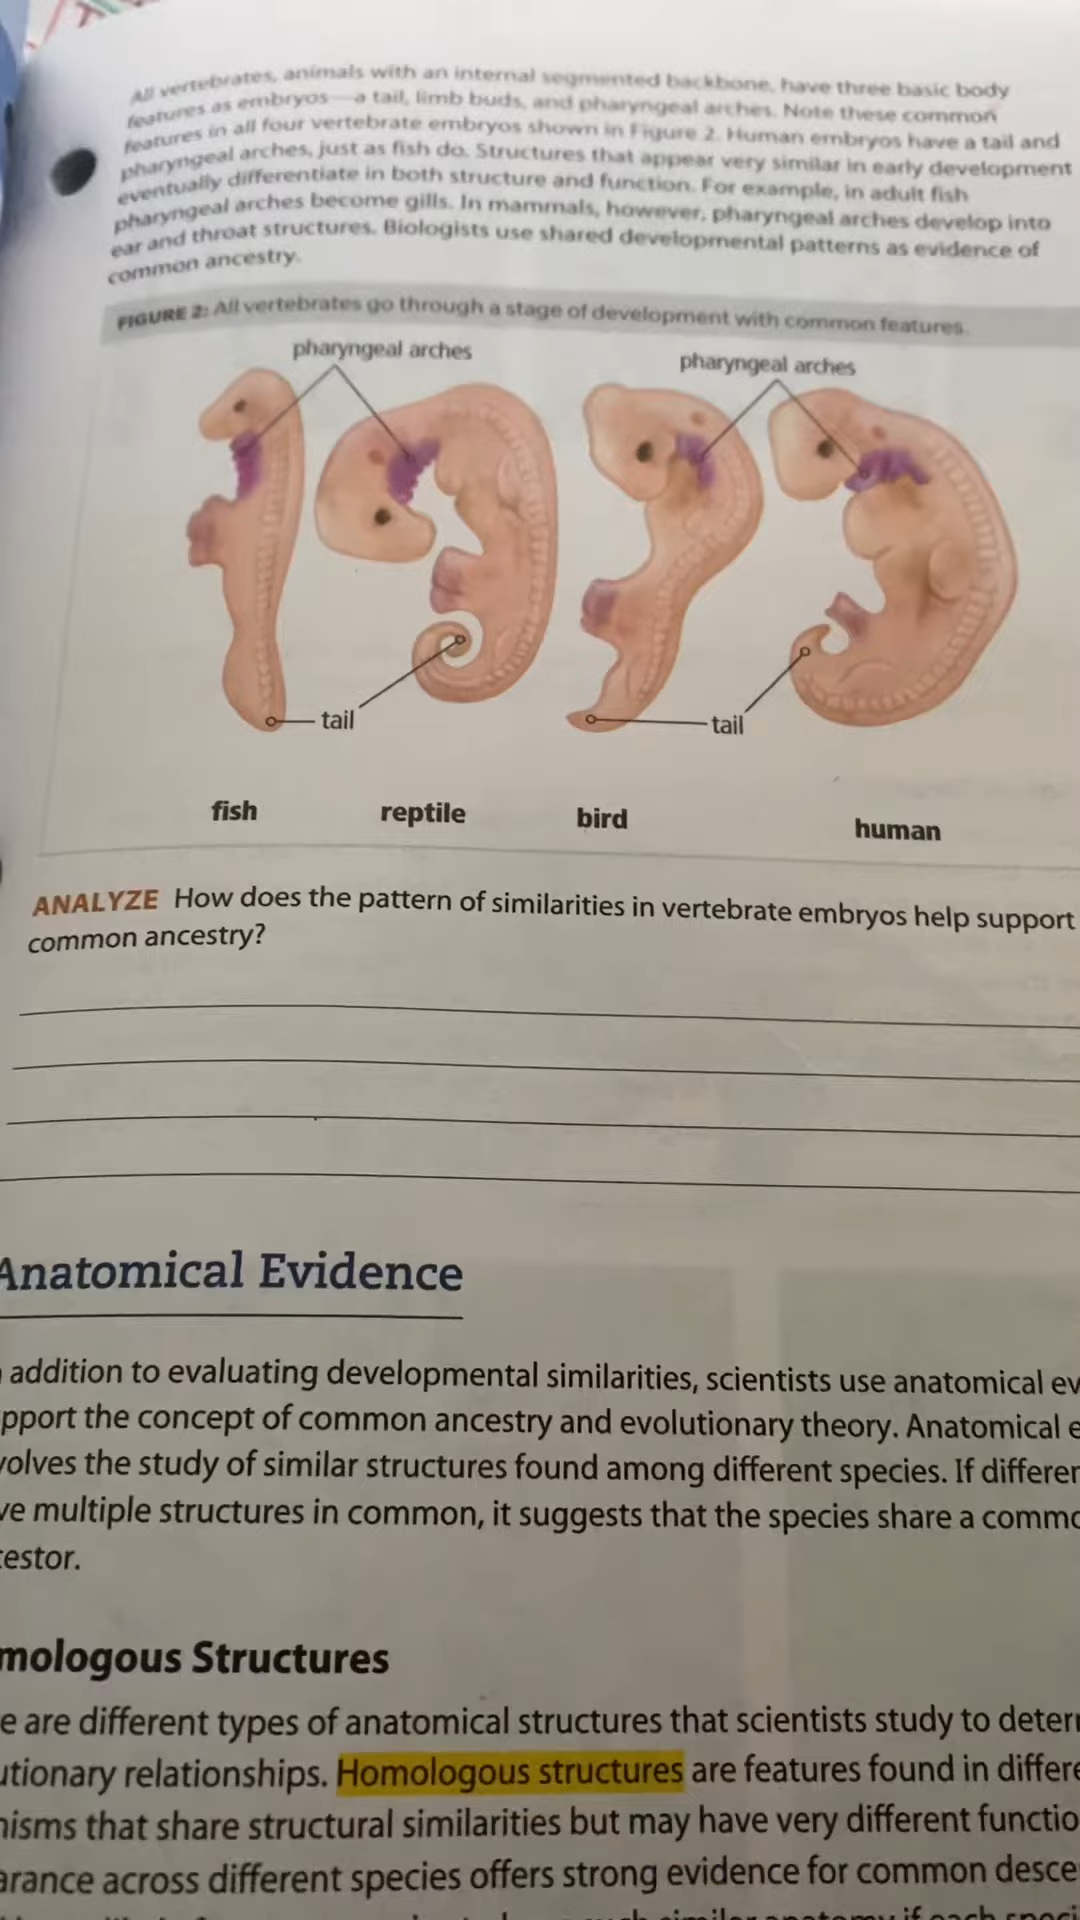 All vertebrates, animals with an internal segmented backbone, have three basic body
features as embryos—a tail, limb buds, and pharyngeal arches. Note these common
features in all four vertebrate embryos shown in Figure 2. Human embryos have a tail and
pharyngeal arches, just as fish do. Structures that appear very similar in early development
eventually differentiate in both structure and function. For example, in adult fish
pharyngeal arches become gills. In mammals, however, pharyngeal arches develop into
ear and throat structures. Biologists use shared developmental patterns as evidence of
common ancestry.
FIGURE 2: All vertebrates go through a stage of development with common features.
pharyngeal arches
pharyngeal arches
tail
tail
fish
reptile
bird
human
ANALYZE How does the pattern of similarities in vertebrate embryos help support
common ancestry?
Anatomical Evidence
addition to evaluating developmental similarities, scientists use anatomical ev
pport the concept of common ancestry and evolutionary theory. Anatomical e
volves the study of similar structures found among different species. If differen
ve multiple structures in common, it suggests that the species share a commo
cestor.
mologous Structures
e are different types of anatomical structures that scientists study to deterr
utionary relationships. Homologous structures are features found in differe
nisms that share structural similarities but may have very different functio
arance across different species offers strong evidence for common desce
similar anatomy if each speci